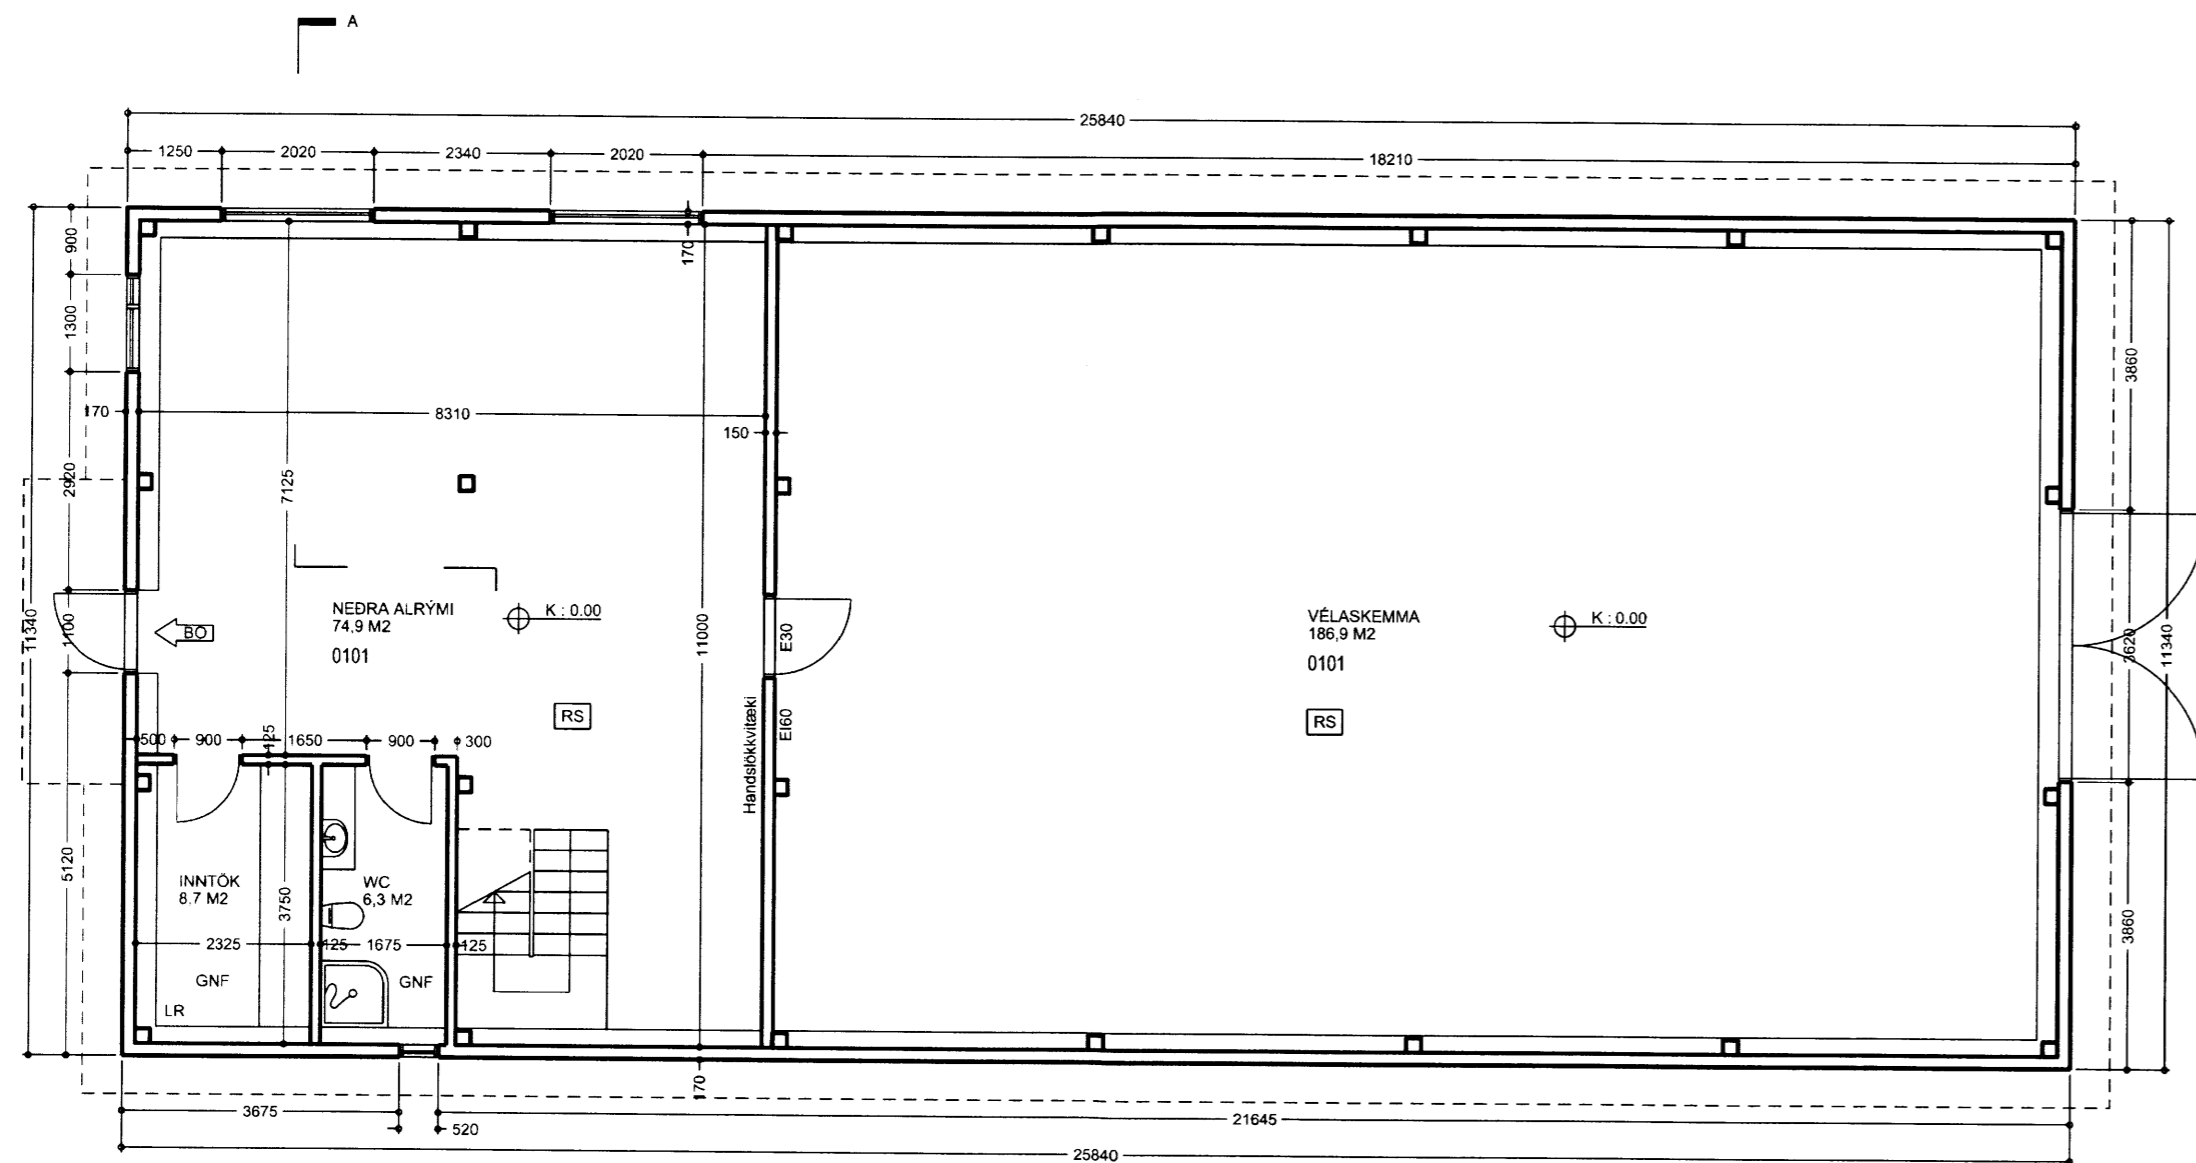 A
25840
1250
2020
2340
2020
18210
900
170
1300
3860
170
8310
150
2920
7125
NEÐRA ALRÝMI
74,9 M2
0101
K : 0.00
BO
11340
1100
11000
E30
VÉLASKEMMA
186,9 M2
0101
K : 0.00
3620
11340
RS
RS
EI60
Handslökkvitæki
500
900
125
1650
900
300
5120
INNTÖK
8,7 M2
3750
WC
6,3 M2
2325
125
1675
125
3860
GNF
GNF
LR
170
3675
520
21645
25840